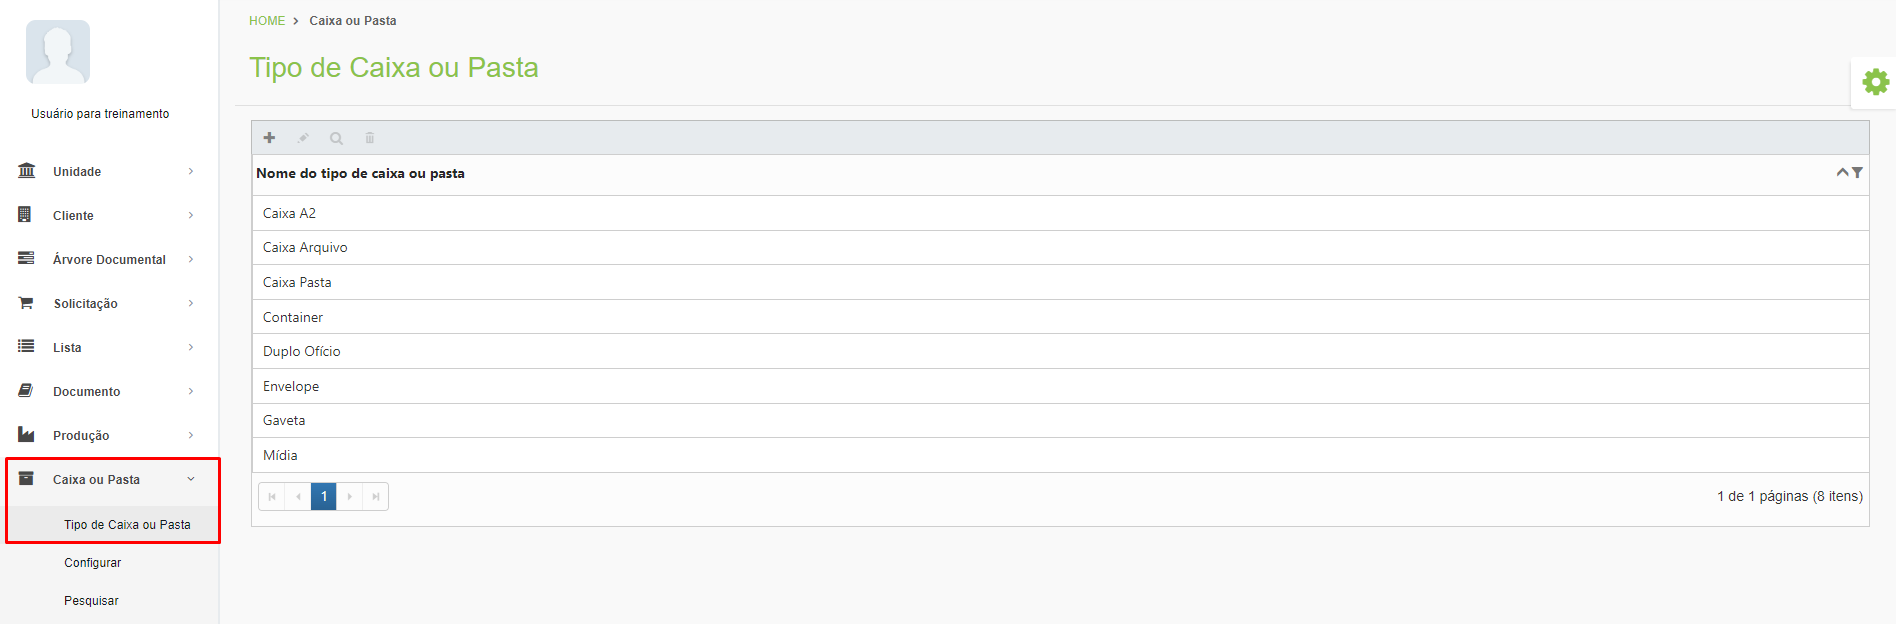 Usuário para treinamento
Unidade
Cliente
Árvore Documental
Solicitação
Lista
Documento
Produção
Caixa ou Pasta
Tipo de Caixa ou Pasta
Configurar
Pesquisar
HOME > Caixa ou Pasta
Tipo de Caixa ou Pasta
Nome do tipo de caixa ou pasta
Caixa A2
Caixa Arquivo
Caixa Pasta
Container
Duplo Ofício
Envelope
Gaveta
Mídia
1
1 de 1 páginas (8 itens)